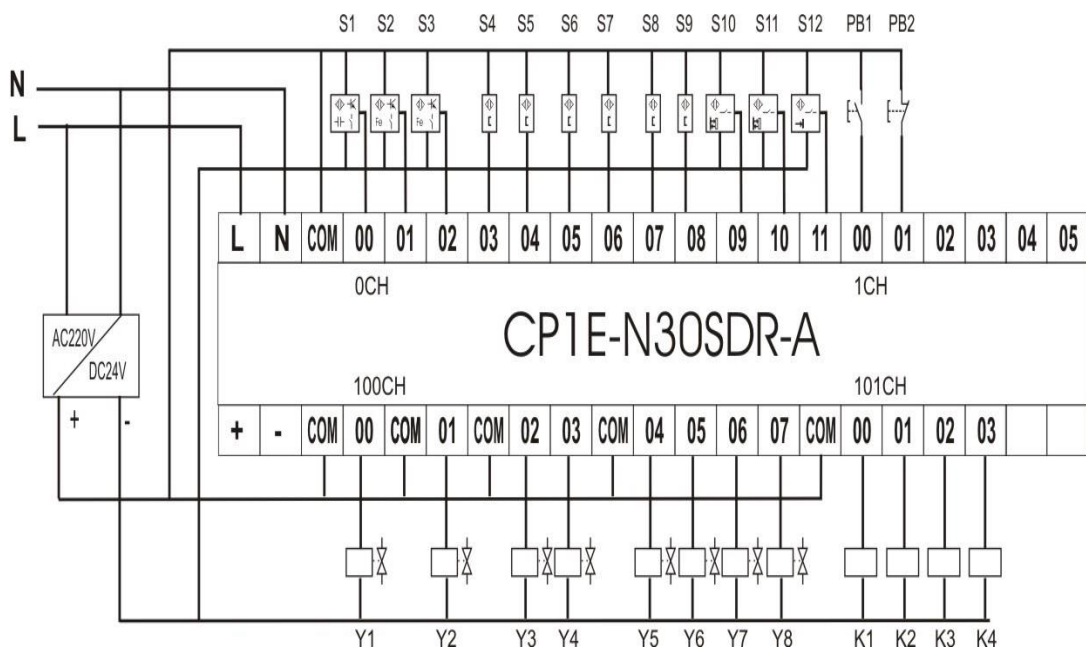 S1 S2 S3 S4 S5 S6 S7 S8 S9 S10 S11 S12 PB1 PB2
N
L
Fe Fe
L N COM 00 01 02 03 04 05 06 07 08 09 10 11 00 01 02 03 04 05
0CH 1CH
CP1E-N30SDR-A
AC220V
DC24V
100CH 101CH
+ -
+ - COM 00 COM 01 COM 02 03 COM 04 05 06 07 COM 00 01 02 03
Y1 Y2 Y3 Y4 Y5 Y6 Y7 Y8 K1 K2 K3 K4